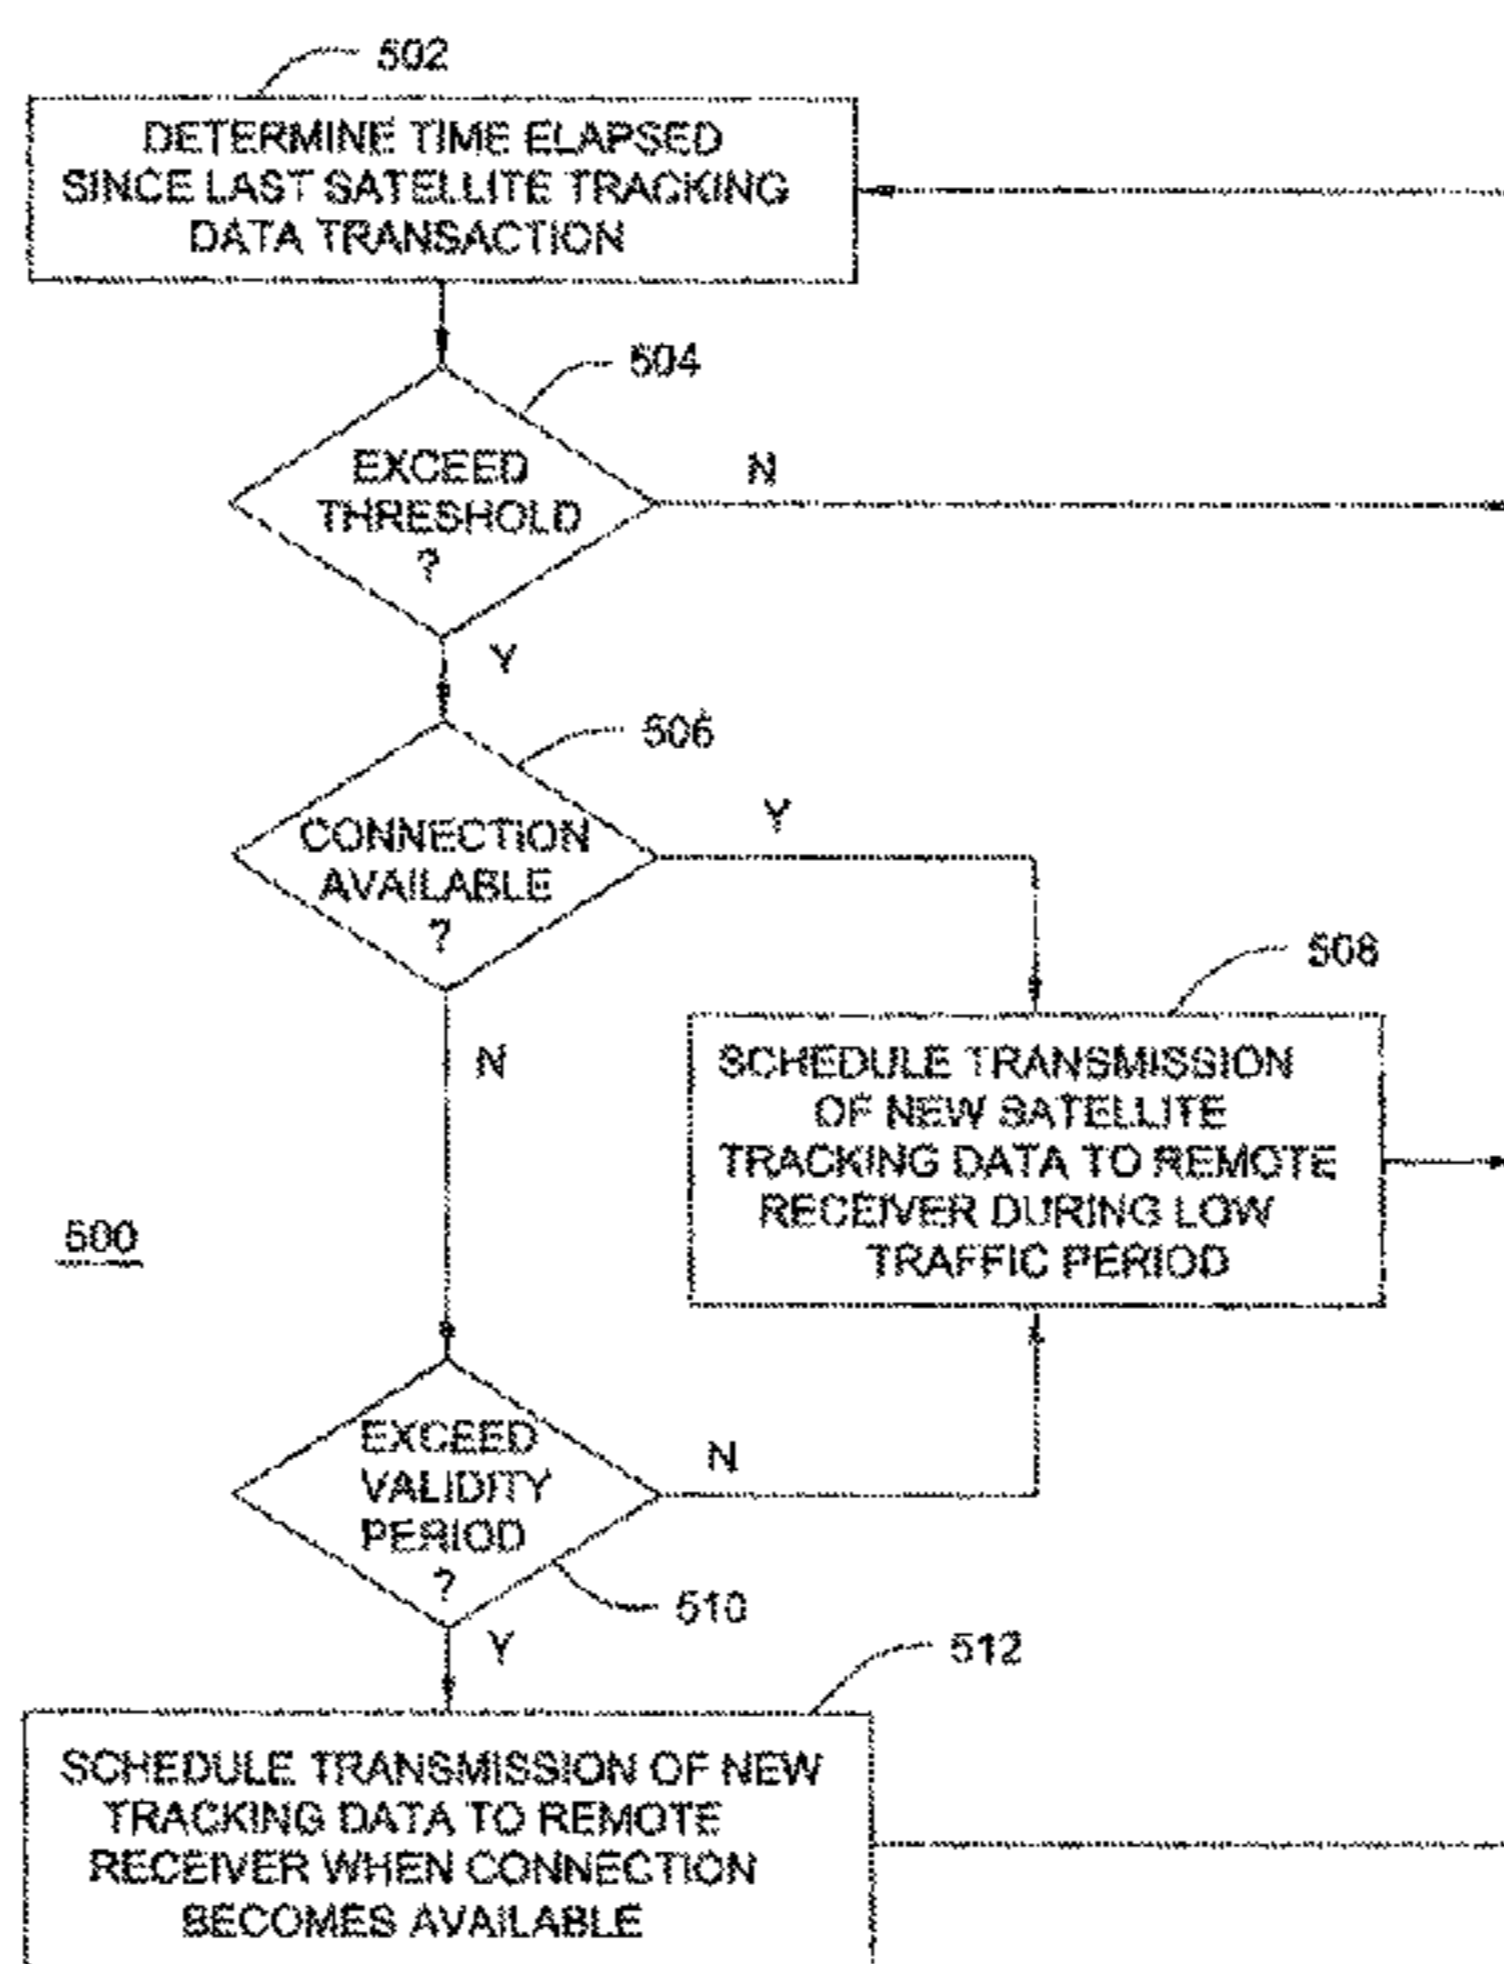 502
DETERMINE TIME ELAPSED
SINCE LAST SATELLITE TRACKING
DATA TRANSACTION
504
EXCEED
THRESHOLD
?
N
Y
506
CONNECTION
AVAILABLE
?
Y
N
508
SCHEDULE TRANSMISSION
OF NEW SATELLITE
TRACKING DATA TO REMOTE
RECEIVER DURING LOW
TRAFFIC PERIOD
500
EXCEED
VALIDITY
PERIOD
?
N
510
Y
512
SCHEDULE TRANSMISSION OF NEW
TRACKING DATA TO REMOTE
RECEIVER WHEN CONNECTION
BECOMES AVAILABLE